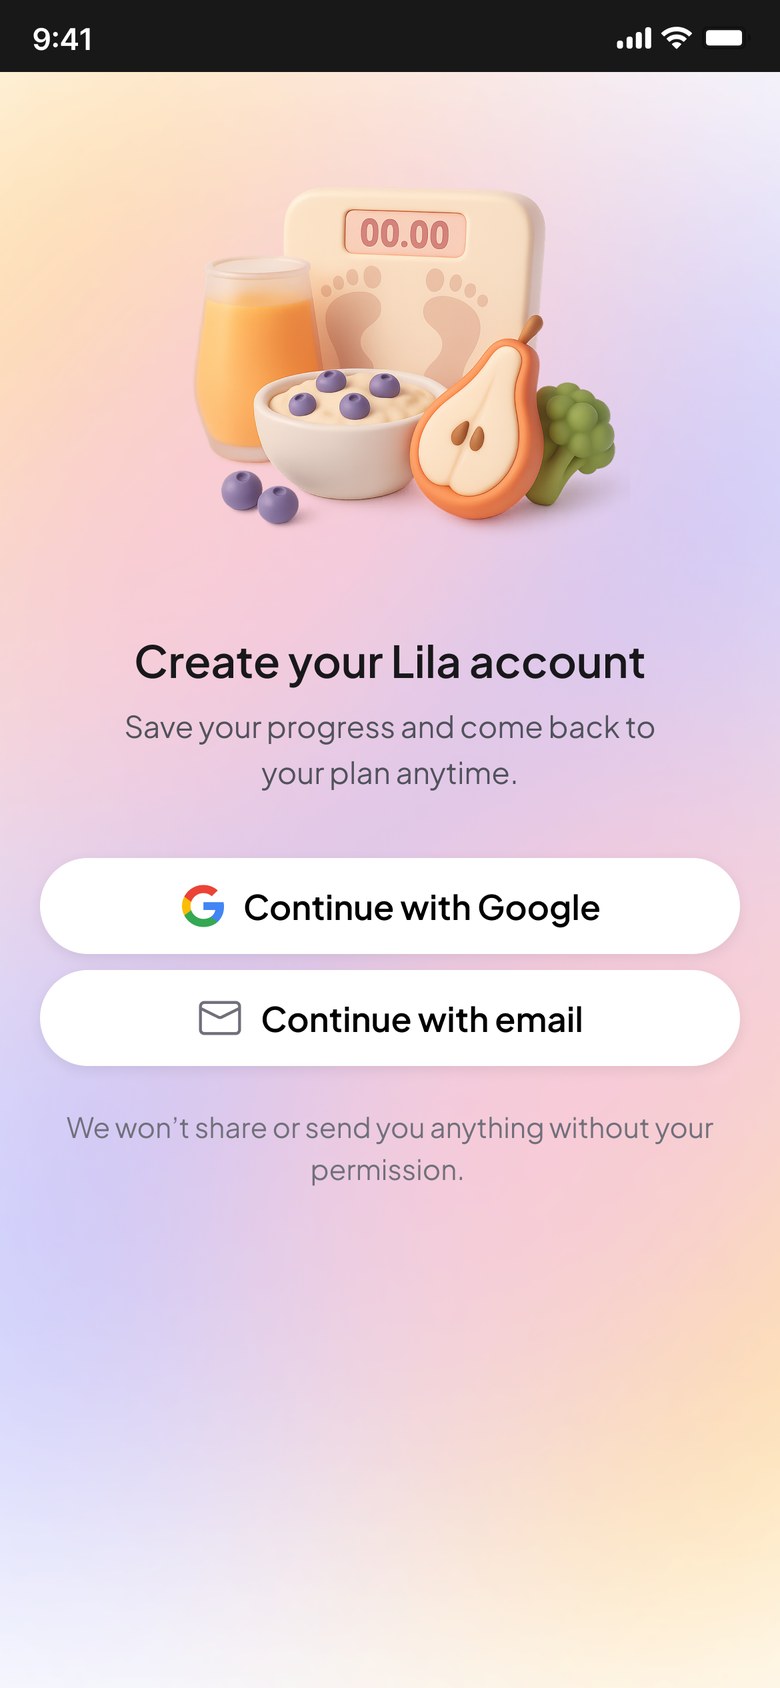 9:41
00.00
Create your Lila account
Save your progress and come back to
your plan anytime.
Continue with Google
Continue with email
We won’t share or send you anything without your
permission.